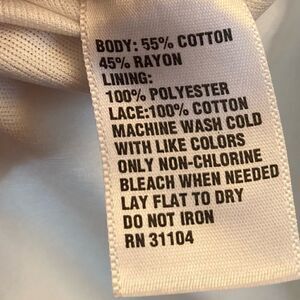 BODY: 55% COTTON
45% RAYON
LINING:
100% POLYESTER
LACE:100% COTTON
MACHINE WASH COLD
WITH LIKE COLORS
ONLY NON-CHLORINE
BLEACH WHEN NEEDED
LAY FLAT TO DRY
DO NOT IRON
RN 31104